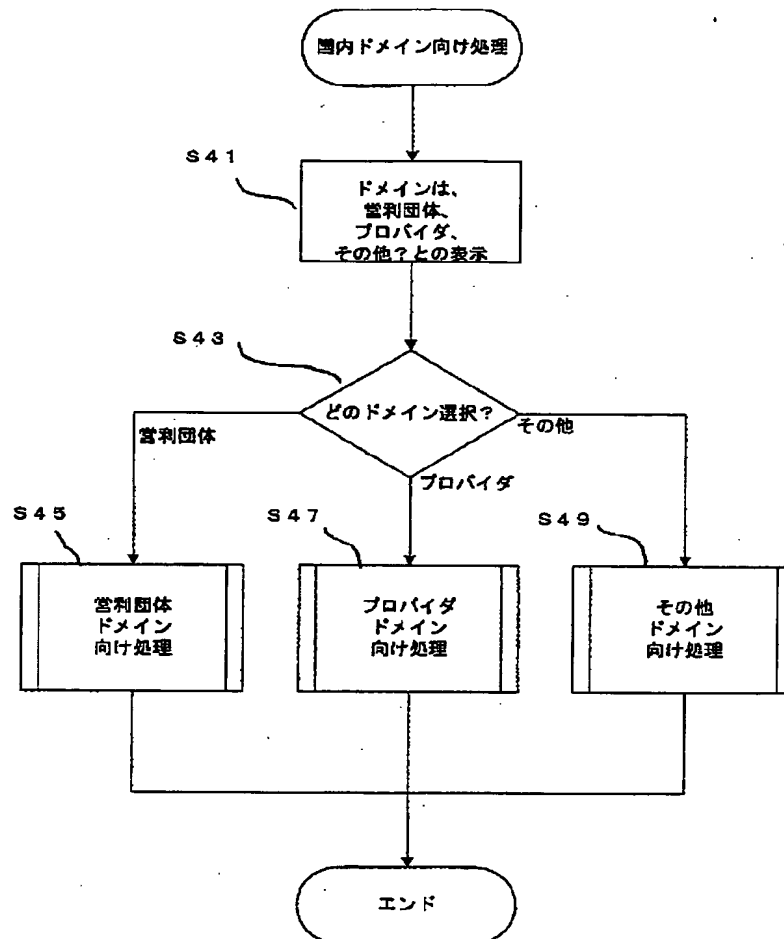 国内ドメイン向け処理
S41
ドメインは、
営利団体、
プロバイダ、
その他?との表示
S43
どのドメイン選択?
営利団体
その他
プロバイダ
S45
S47
S49
営利団体
ドメイン
向け処理
プロバイダ
ドメイン
向け処理
その他
ドメイン
向け処理
エンド